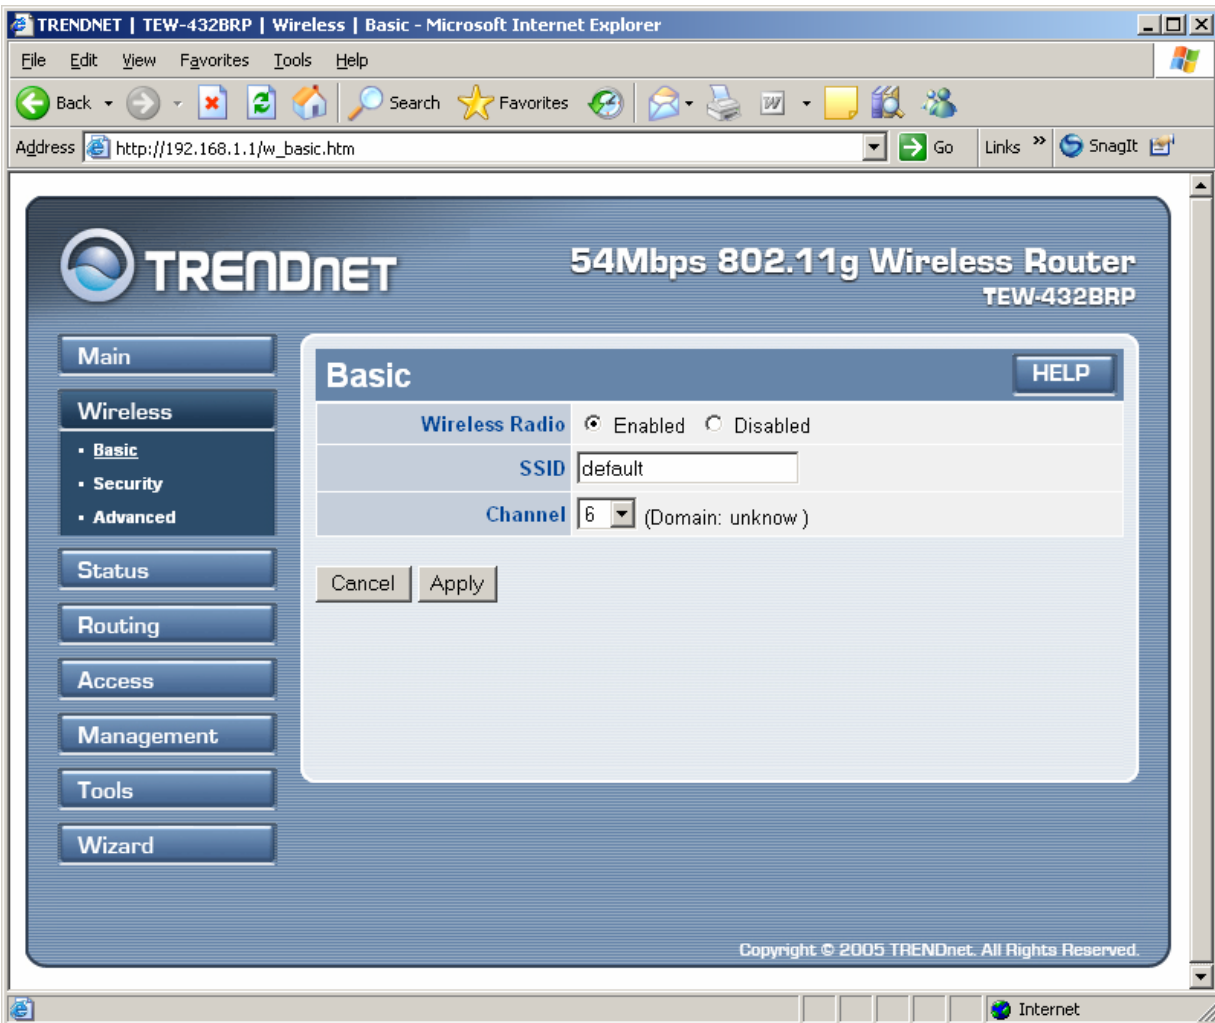 TRENDNET | TEW-432BRP | Wireless | Basic - Microsoft Internet Explorer
File Edit View Favorites Tools Help
Back Search Favorites W
Address http://192.168.1.1/w_basic.htm Go Links » SnagIt
TRENDNET 54Mbps 802.11g Wireless Router
TEW-432BRP
Main
Basic HELP
Wireless
Wireless Radio Enabled Disabled
Basic
SSID default
Security
Channel 6 (Domain: unknow )
Advanced
Status
Cancel Apply
Routing
Access
Management
Tools
Wizard
Copyright © 2005 TRENDnet. All Rights Reserved.
Internet